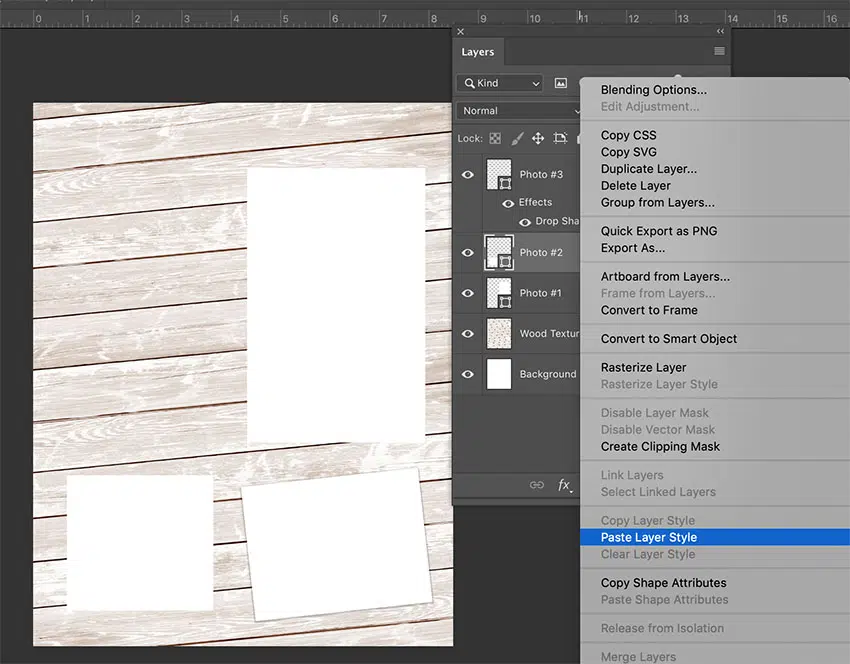 0 1 2 3 4 5 6 7 8 9 10 11 12 13 14 15 16
Layers
Kind
Normal
Lock:
Photo #3
Effects
Drop Sha
Photo #2
Photo #1
Wood Textur
Background
fx
Blending Options...
Edit Adjustment...
Copy CSS
Copy SVG
Duplicate Layer...
Delete Layer
Group from Layers...
Quick Export as PNG
Export As...
Artboard from Layers...
Frame from Layers...
Convert to Frame
Convert to Smart Object
Rasterize Layer
Rasterize Layer Style
Disable Layer Mask
Disable Vector Mask
Create Clipping Mask
Link Layers
Select Linked Layers
Copy Layer Style
Paste Layer Style
Clear Layer Style
Copy Shape Attributes
Paste Shape Attributes
Release from Isolation
Merge Layers